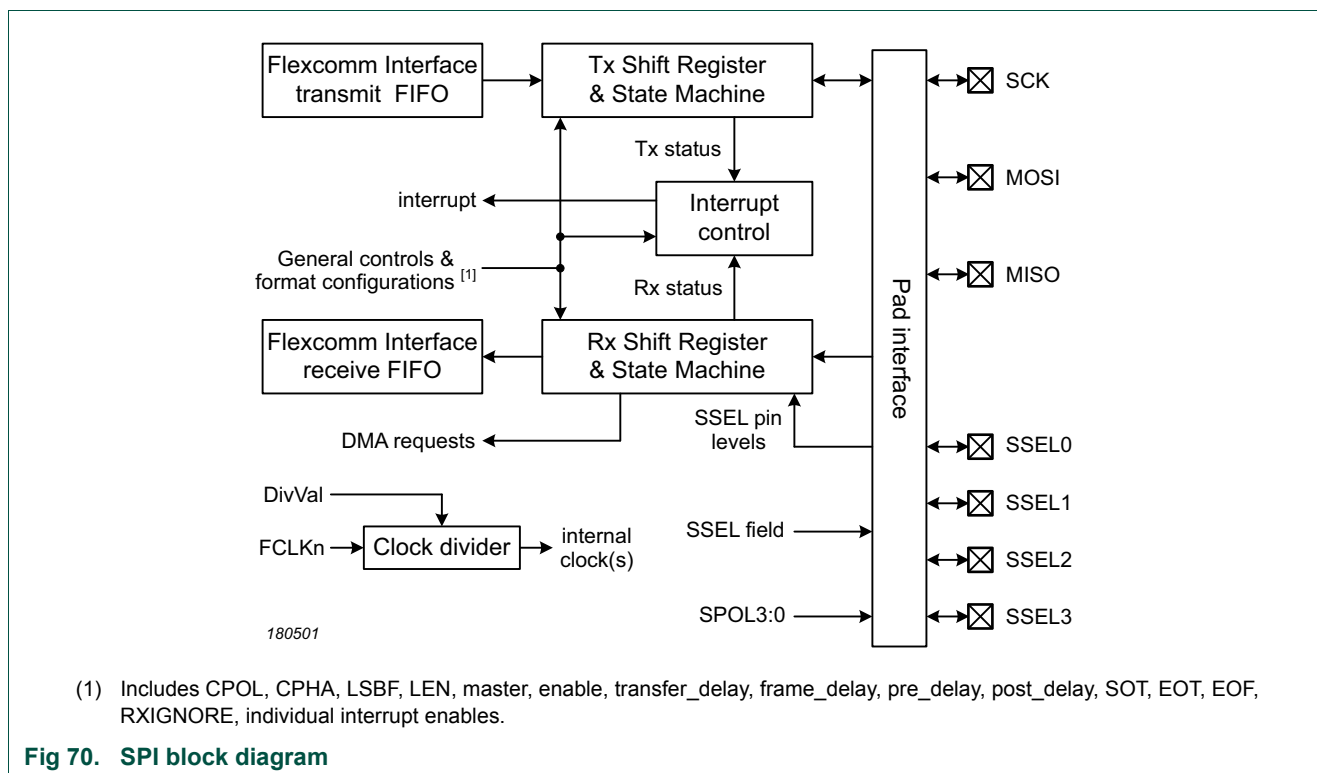 Flexcomm Interface
transmit FIFO
Tx Shift Register
& State Machine
SCK
Tx status
MOSI
interrupt
Interrupt
control
General controls &
format configurations [1]
Rx status
MISO
Pad interface
Flexcomm Interface
receive FIFO
Rx Shift Register
& State Machine
DMA requests
SSEL pin
levels
SSEL0
DivVal
SSEL1
FCLKn
Clock divider
internal
clock(s)
SSEL field
SSEL2
SPOL3:0
SSEL3
180501
(1) Includes CPOL, CPHA, LSBF, LEN, master, enable, transfer_delay, frame_delay, pre_delay, post_delay, SOT, EOT, EOF,
RXIGNORE, individual interrupt enables.
Fig 70. SPI block diagram